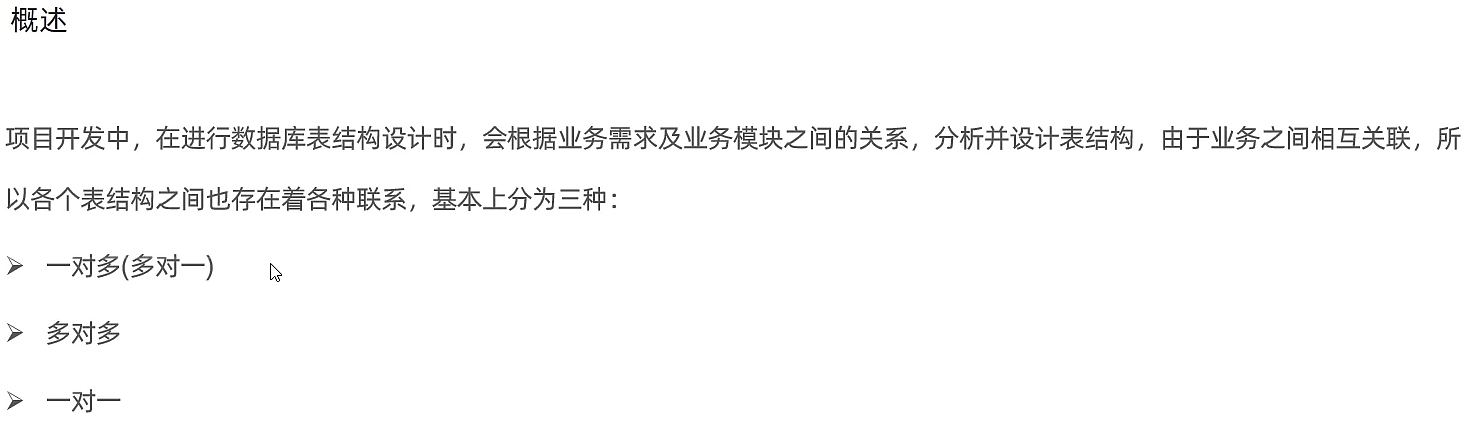 概述
项目开发中，在进行数据库表结构设计时，会根据业务需求及业务模块之间的关系，分析并设计表结构，由于业务之间相互关联，所
以各个表结构之间也存在着各种联系，基本上分为三种：
➢ 一对多(多对一)
➢ 多对多
➢ 一对一